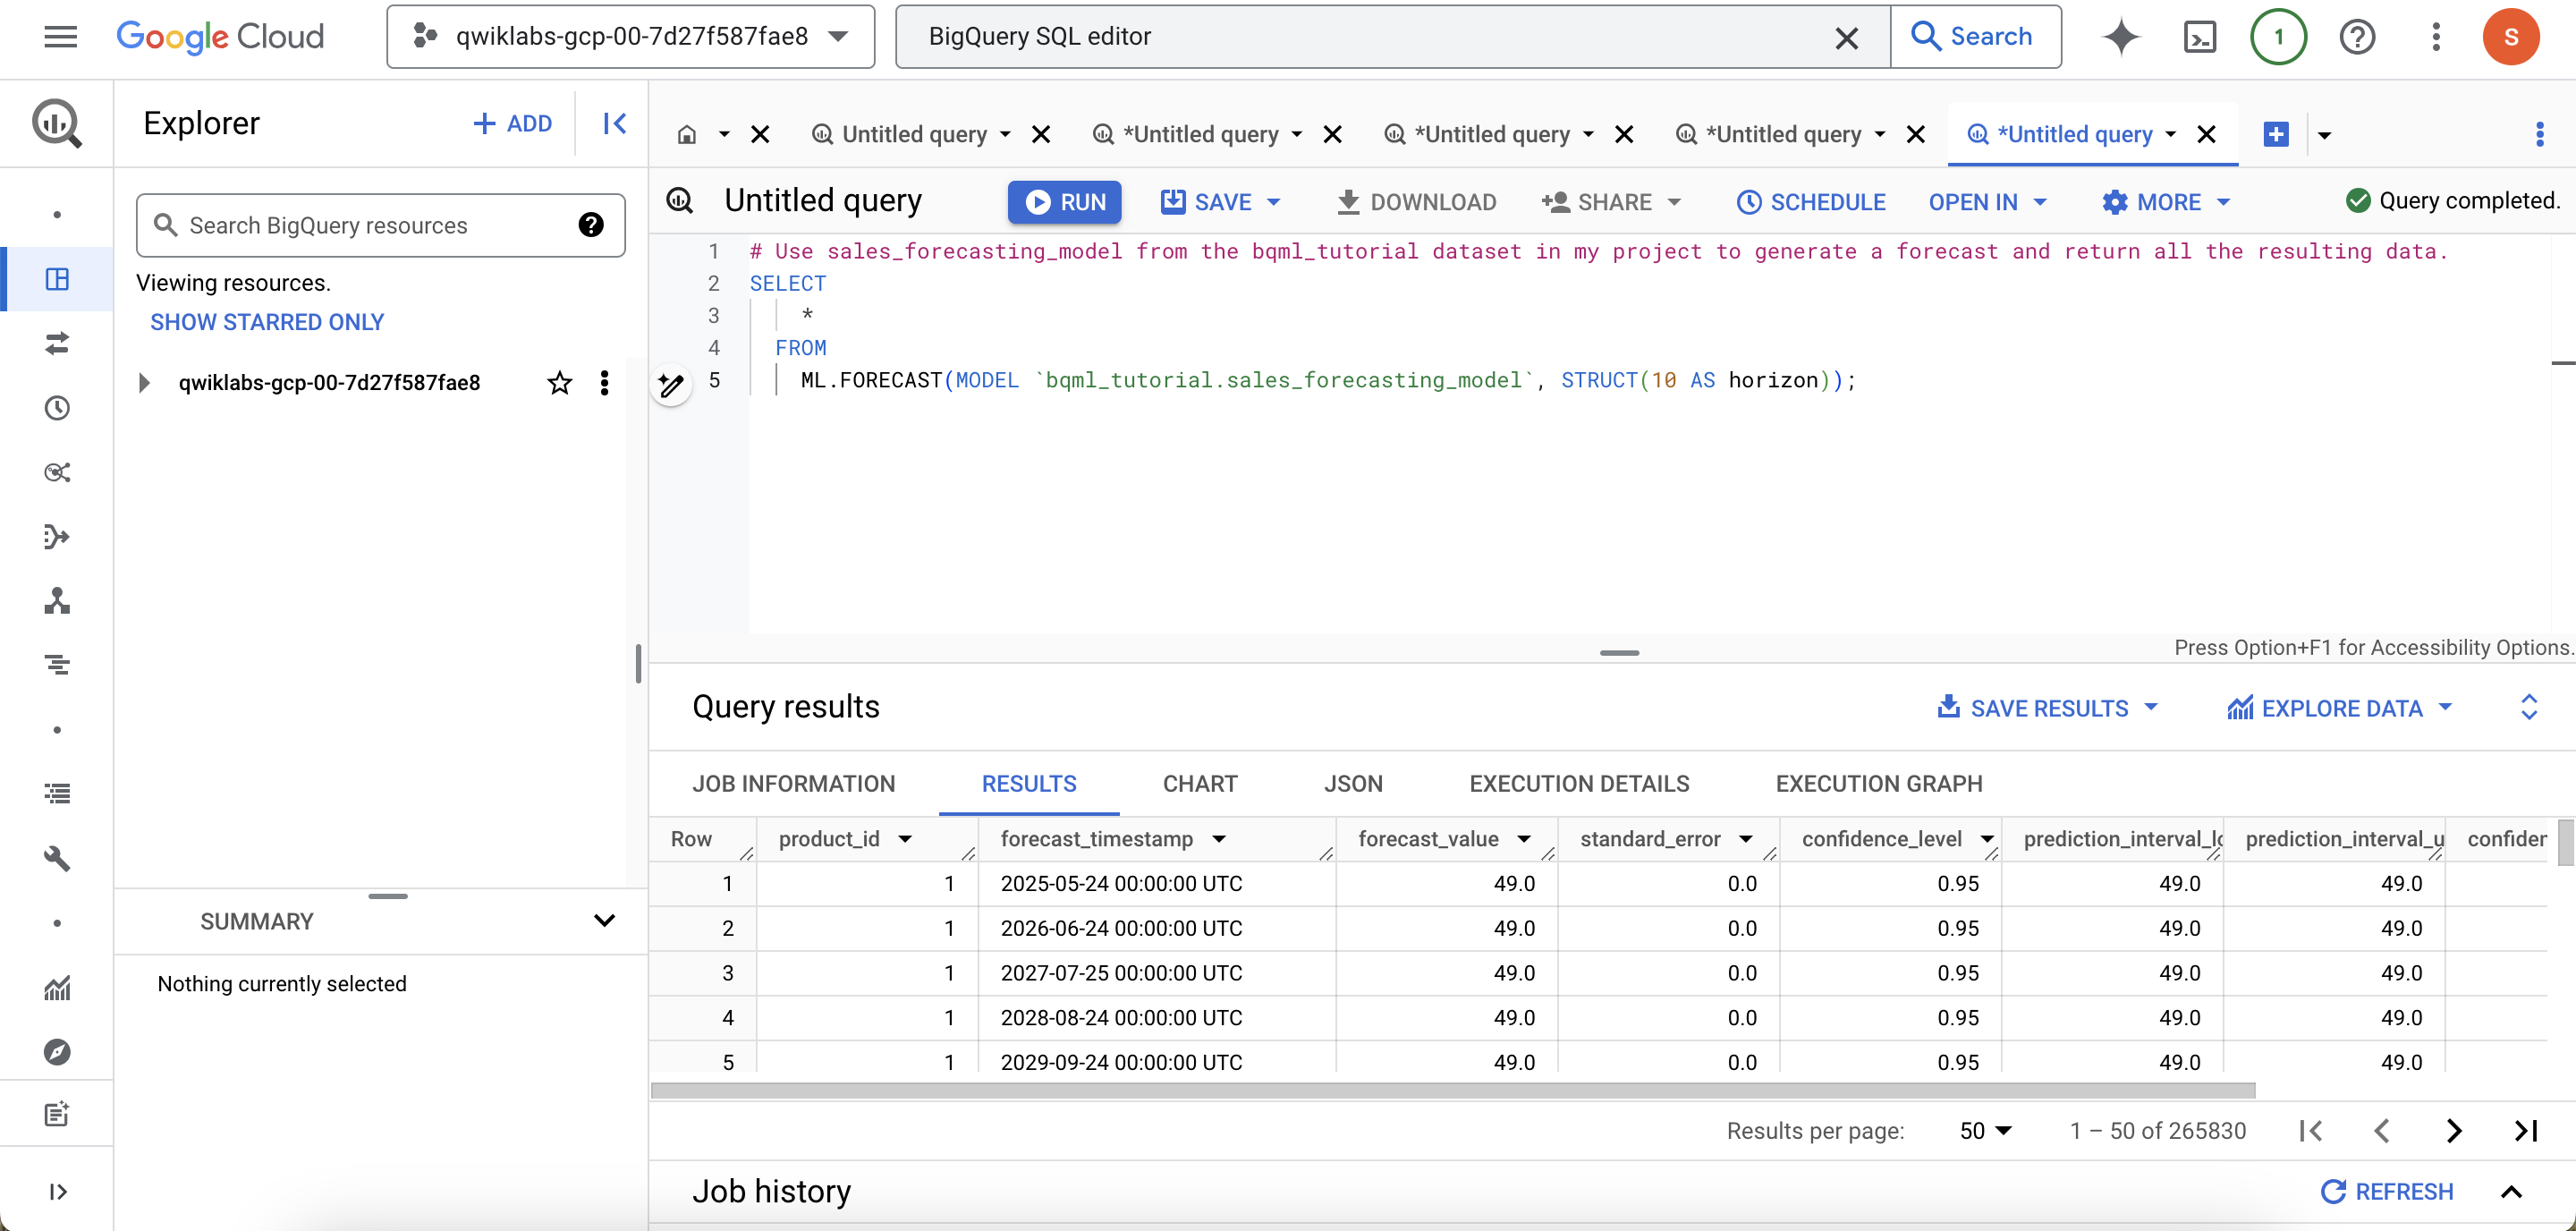 Google Cloud
qwiklabs-gcp-00-7d27f587fae8
BigQuery SQL editor
Search
1
S
Explorer
ADD
Untitled query
*Untitled query
*Untitled query
*Untitled query
*Untitled query
Search BigQuery resources
Viewing resources.
SHOW STARRED ONLY
qwiklabs-gcp-00-7d27f587fae8
Untitled query
RUN
SAVE
DOWNLOAD
SHARE
SCHEDULE
OPEN IN
MORE
Query completed.
1 # Use sales_forecasting_model from the bqml_tutorial dataset in my project to generate a forecast and return all the resulting data.
2 SELECT
3 *
4 FROM
5 ML.FORECAST(MODEL `bqml_tutorial.sales_forecasting_model`, STRUCT(10 AS horizon));
Press Option+F1 for Accessibility Options.
SUMMARY
Nothing currently selected
Query results
SAVE RESULTS
EXPLORE DATA
JOB INFORMATION RESULTS CHART JSON EXECUTION DETAILS EXECUTION GRAPH
Row product_id forecast_timestamp forecast_value standard_error confidence_level prediction_interval_lo prediction_interval_u confider
1 1 2025-05-24 00:00:00 UTC 49.0 0.0 0.95 49.0 49.0
2 1 2026-06-24 00:00:00 UTC 49.0 0.0 0.95 49.0 49.0
3 1 2027-07-25 00:00:00 UTC 49.0 0.0 0.95 49.0 49.0
4 1 2028-08-24 00:00:00 UTC 49.0 0.0 0.95 49.0 49.0
5 1 2029-09-24 00:00:00 UTC 49.0 0.0 0.95 49.0 49.0
Results per page: 50 1 – 50 of 265830
Job history
REFRESH